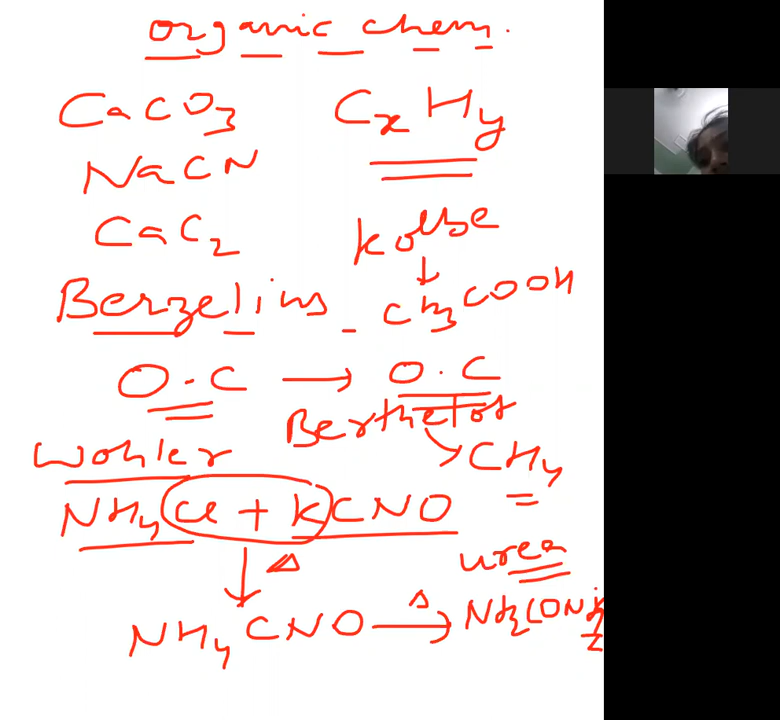 organic chem.
CaCO3 CxHy
NaCN
CaC2 Kolbe
↓
Berzelius - CH3COOH
O.C → O.C
Berthelot
Wohler → CH4
NH4Cl + KCNO
↓ Δ urea
NH4CNO Δ→ NH2CONH2